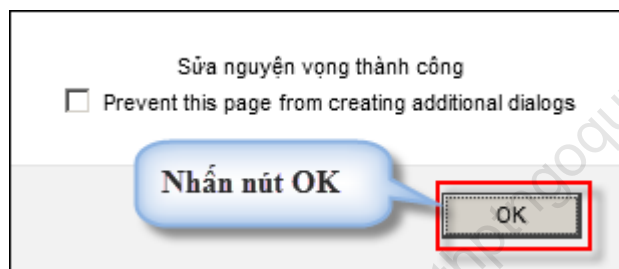 Sửa nguyện vọng thành công
Prevent this page from creating additional dialogs
Nhấn nút OK
OK